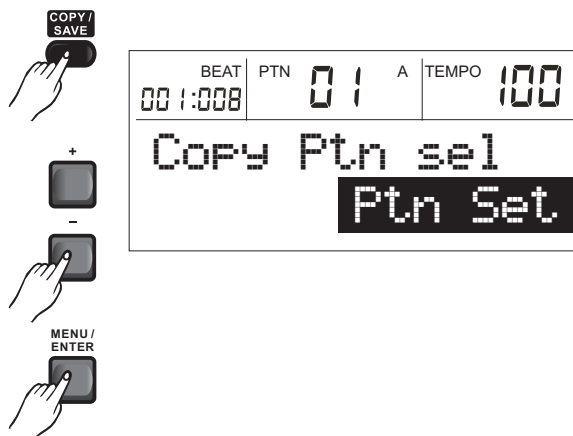 COPY /
SAVE
BEAT PTN 01 A TEMPO 100
001:008
Copy Ptn sel
Ptn Set
+
–
MENU /
ENTER